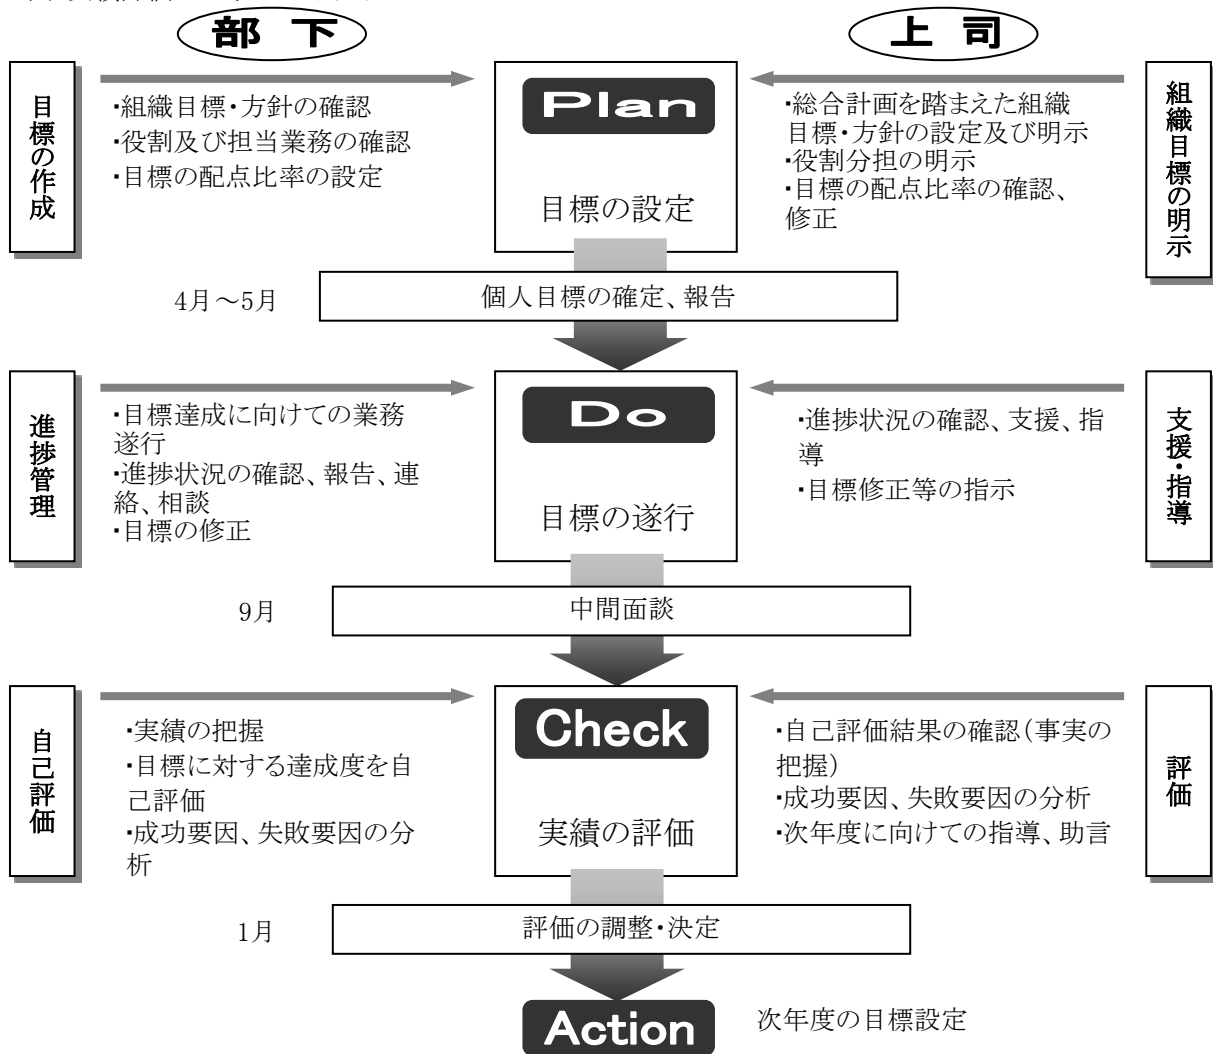 部 下
上 司
目標の作成
・組織目標・方針の確認
・役割及び担当業務の確認
・目標の配点比率の設定
Plan
目標の設定
・総合計画を踏まえた組織
目標・方針の設定及び明示
・役割分担の明示
・目標の配点比率の確認、
修正
組織目標の明示
4月～5月
個人目標の確定、報告
進捗管理
・目標達成に向けての業務
遂行
・進捗状況の確認、報告、連
絡、相談
・目標の修正
Do
目標の遂行
・進捗状況の確認、支援、指
導
・目標修正等の指示
支援・指導
9月
中間面談
自己評価
・実績の把握
・目標に対する達成度を自
己評価
・成功要因、失敗要因の分
析
Check
実績の評価
・自己評価結果の確認（事実の
把握）
・成功要因、失敗要因の分析
・次年度に向けての指導、助言
評価
1月
評価の調整・決定
Action
次年度の目標設定